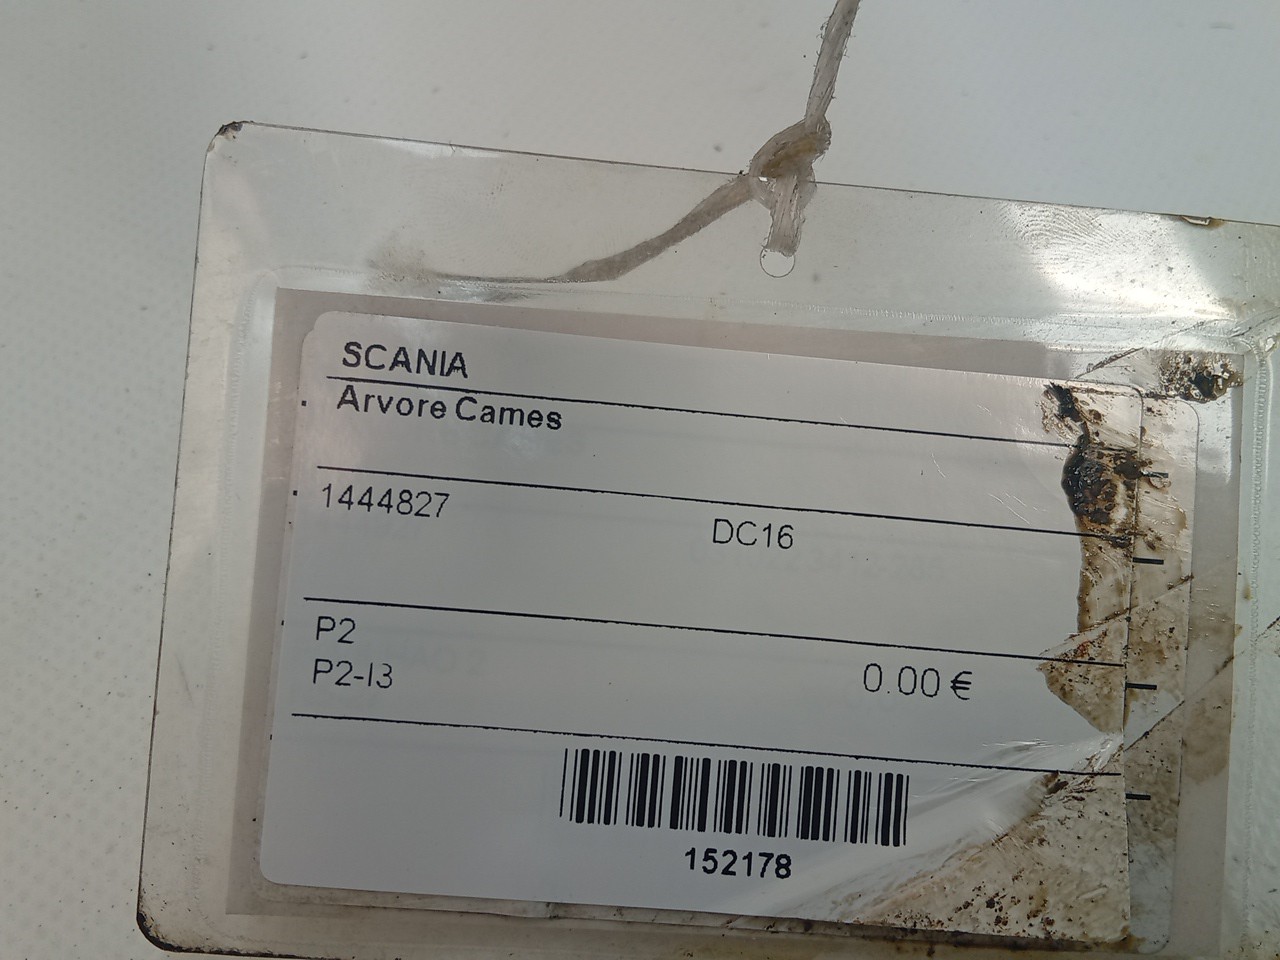 SCANIA
Arvore Cames
1444827 DC16
P2
P2-I3 0.00 €
152178